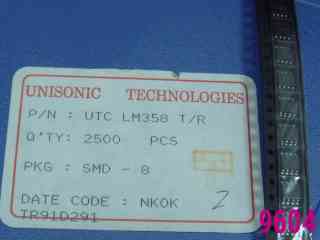 UNISONIC TECHNOLOGIES
P/N : UTC LM358 T/R
Q'TY: 2500 PCS
PKG : SMD - 8
DATE CODE : NKOK
TR91D291
2
9604